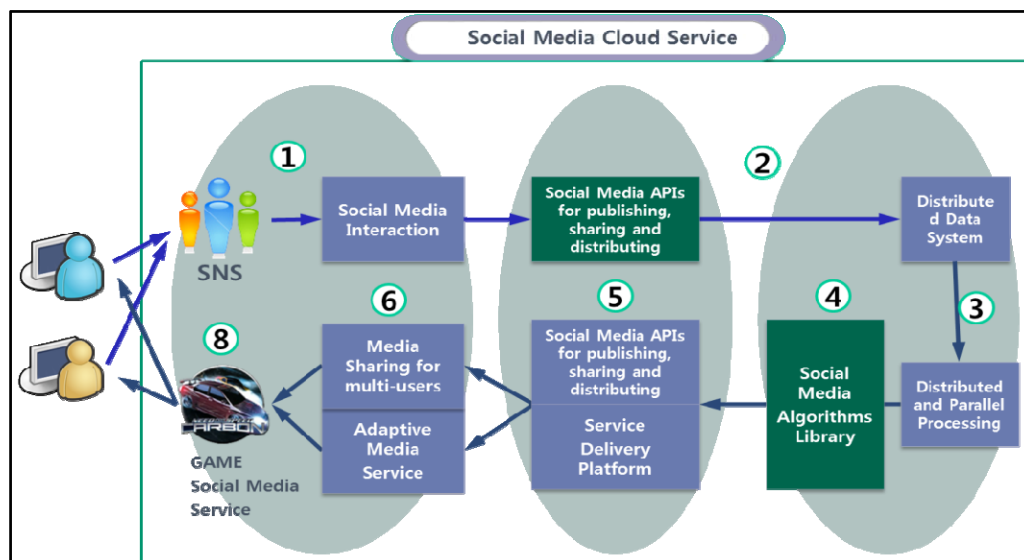 Social Media Cloud Service
1
2
Social Media
Interaction
Social Media APIs
for publishing,
sharing and
distributing
Distribute
d Data
System
SNS
6
5
4
3
8
Media
Sharing for
multi-users
Social Media APIs
for publishing,
sharing and
distributing
Social
Media
Algorithms
Library
Distributed
and Parallel
Processing
CARBON
Adaptive
Media
Service
Service
Delivery
Platform
GAME
Social Media
Service